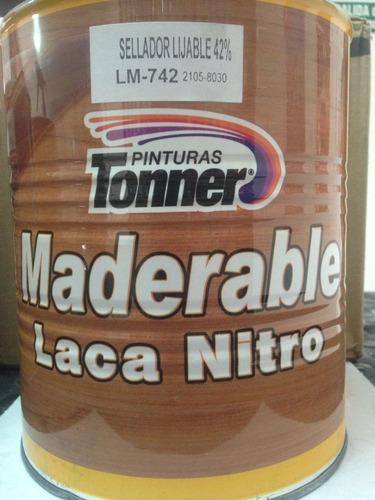 SELLADOR LIJABLE 42%
LM-742 2105-8030
PINTURAS
Tonner®
Maderable
Laca Nitro